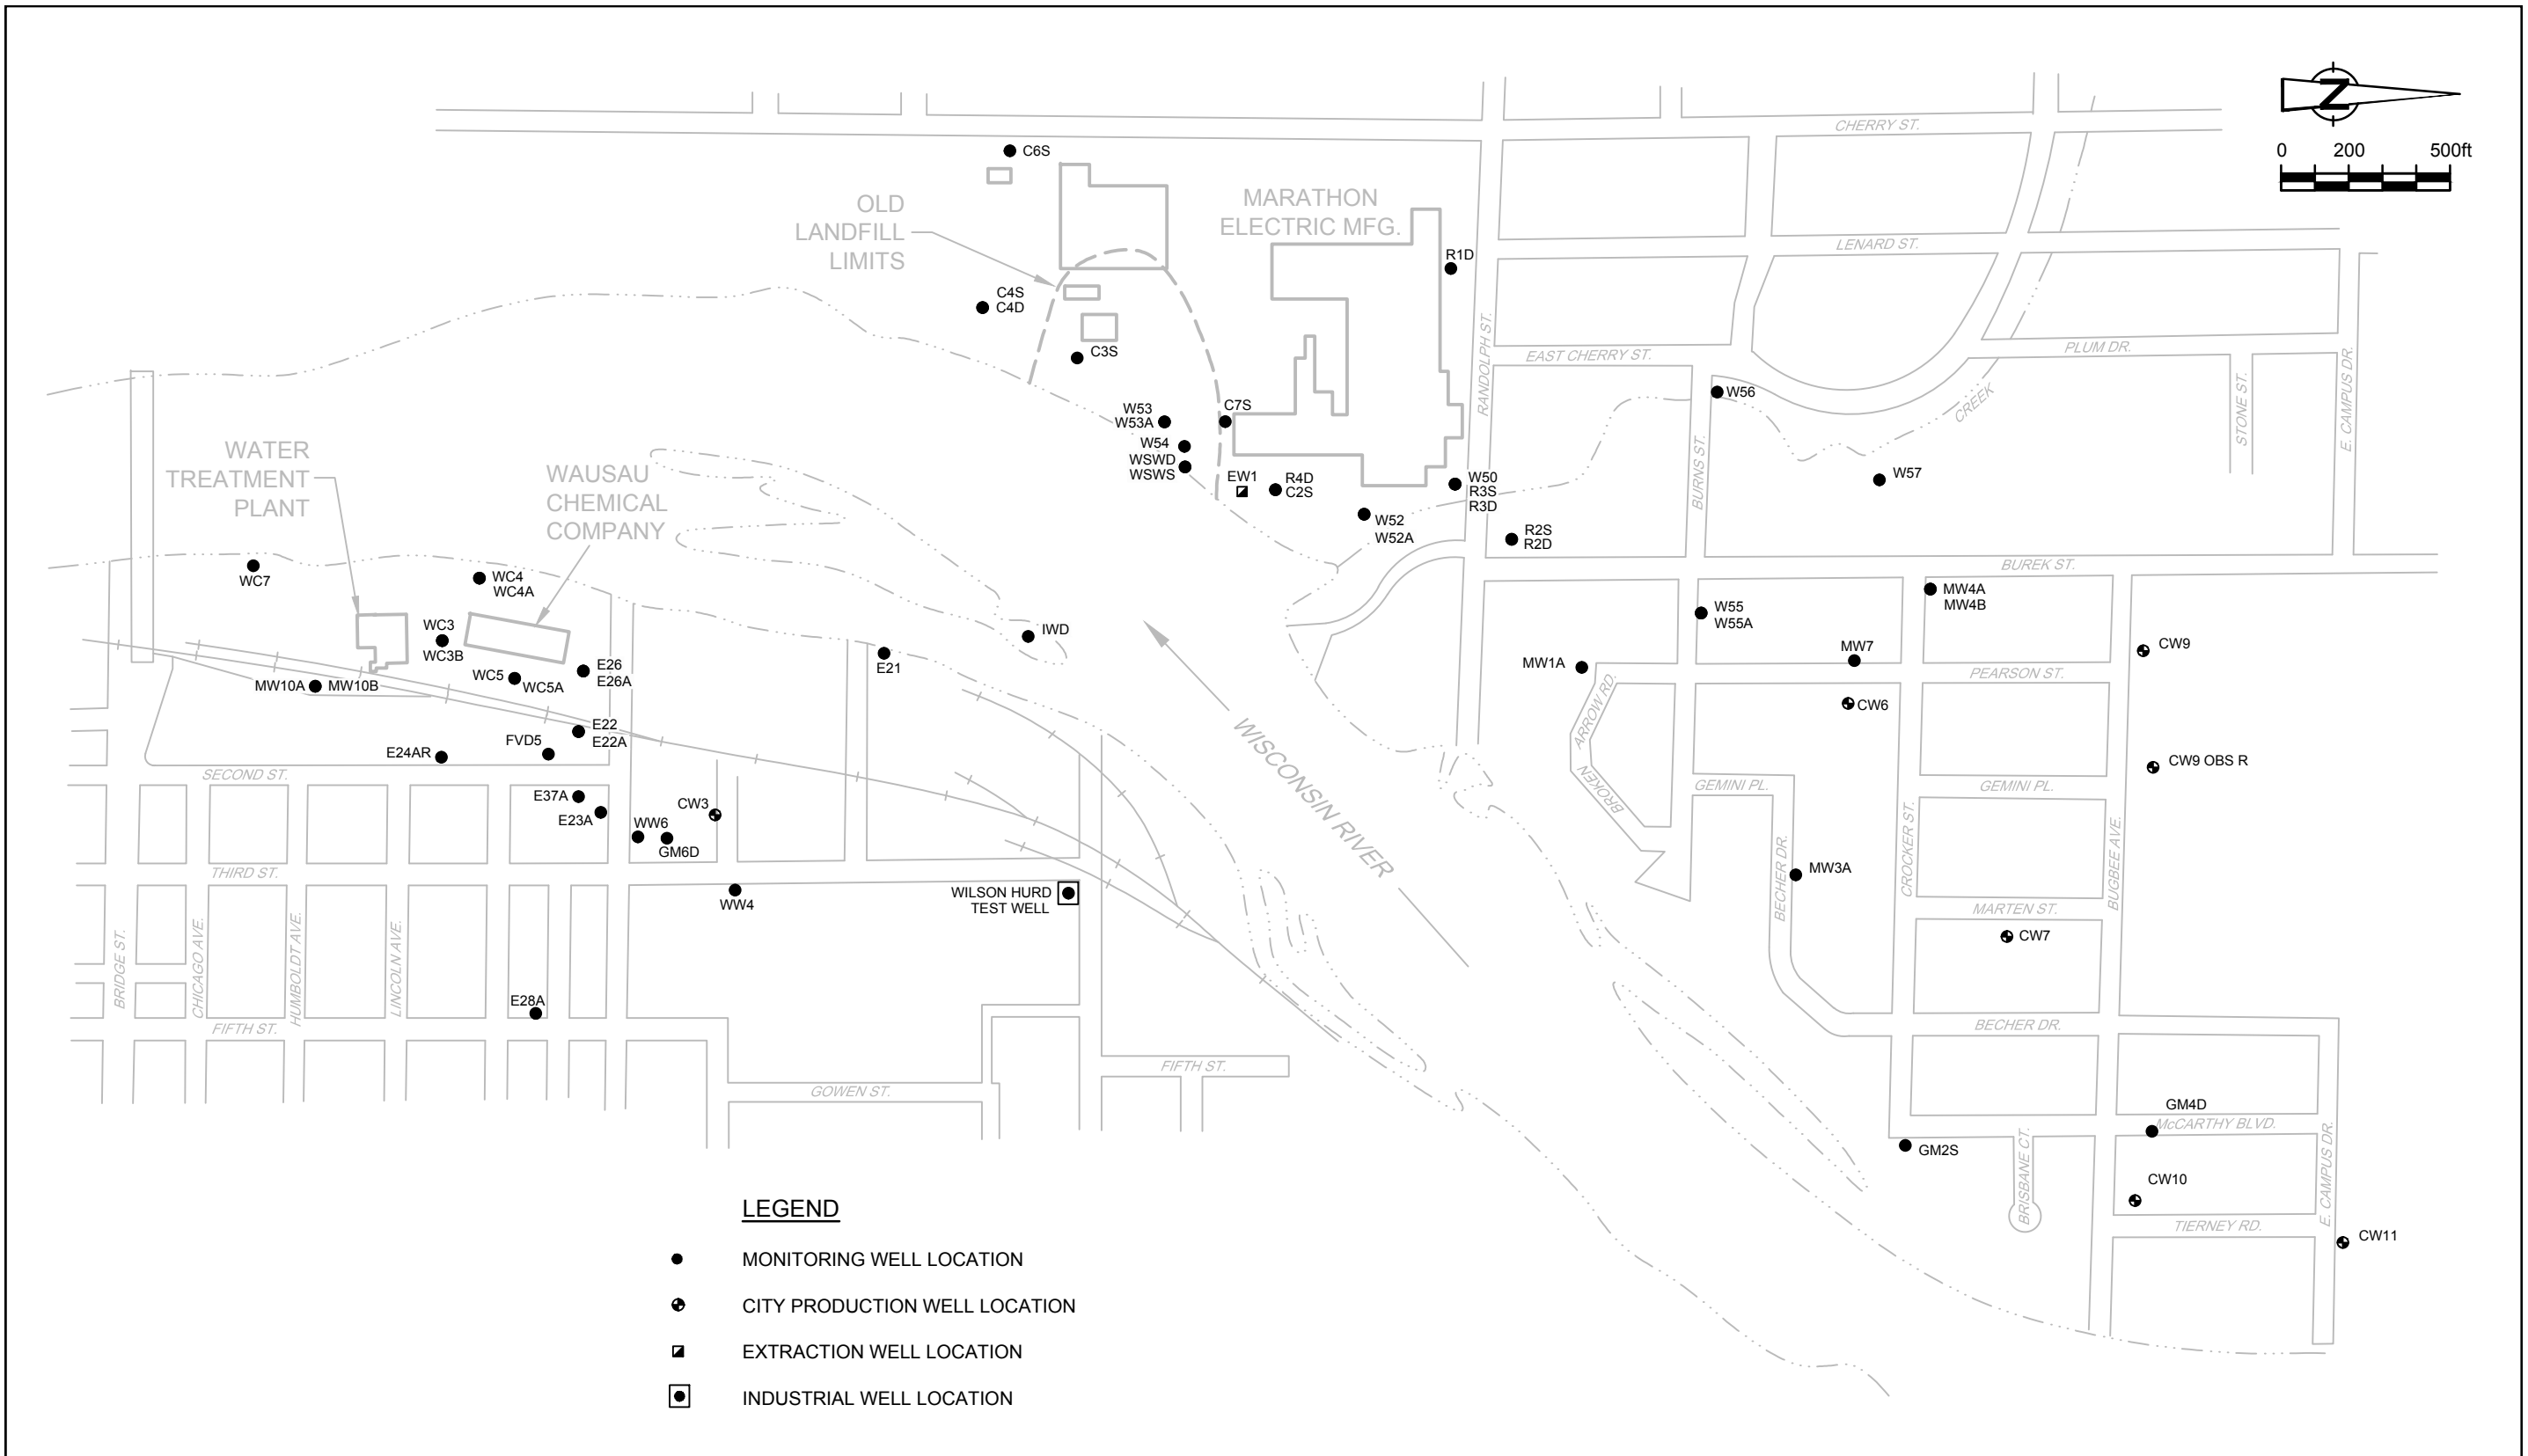 N
0 200 500ft
CHERRY ST.
C6S
OLD
LANDFILL
LIMITS
MARATHON
ELECTRIC MFG.
R1D
LENARD ST.
C4S
C4D
C3S
RANDOLPH ST.
EAST CHERRY ST.
PLUM DR.
E. CAMPUS DR.
STONE ST.
W56
CREEK
W53
W53A
C7S
W54
WSWD
WSWS
EW1
R4D
C2S
W50
R3S
R3D
BURNS ST.
W57
W52
W52A
R2S
R2D
WATER
TREATMENT
PLANT
WAUSAU
CHEMICAL
COMPANY
BUREK ST.
WC7
WC4
WC4A
MW4A
MW4B
WC3
WC3B
IWD
W55
W55A
CW9
MW7
MW1A
PEARSON ST.
E21
E26
E26A
WC5
WC5A
MW10A
MW10B
CW6
ARROW RD.
BROKEN
E22
E22A
FVD5
E24AR
WISCONSIN RIVER
CW9 OBS R
SECOND ST.
GEMINI PL.
GEMINI PL.
E37A
E23A
CW3
WW6
GM6D
THIRD ST.
BECHER DR.
CROCKER ST.
BUGBEE AVE.
MW3A
WW4
WILSON HURD
TEST WELL
MARTEN ST.
CW7
BRIDGE ST.
CHICAGO AVE.
HUMBOLDT AVE.
LINCOLN AVE.
E28A
FIFTH ST.
BECHER DR.
FIFTH ST.
GOWEN ST.
GM4D
McCARTHY BLVD.
GM2S
BRISBANE CT.
E. CAMPUS DR.
CW10
TIERNEY RD.
CW11
LEGEND
MONITORING WELL LOCATION
CITY PRODUCTION WELL LOCATION
EXTRACTION WELL LOCATION
INDUSTRIAL WELL LOCATION